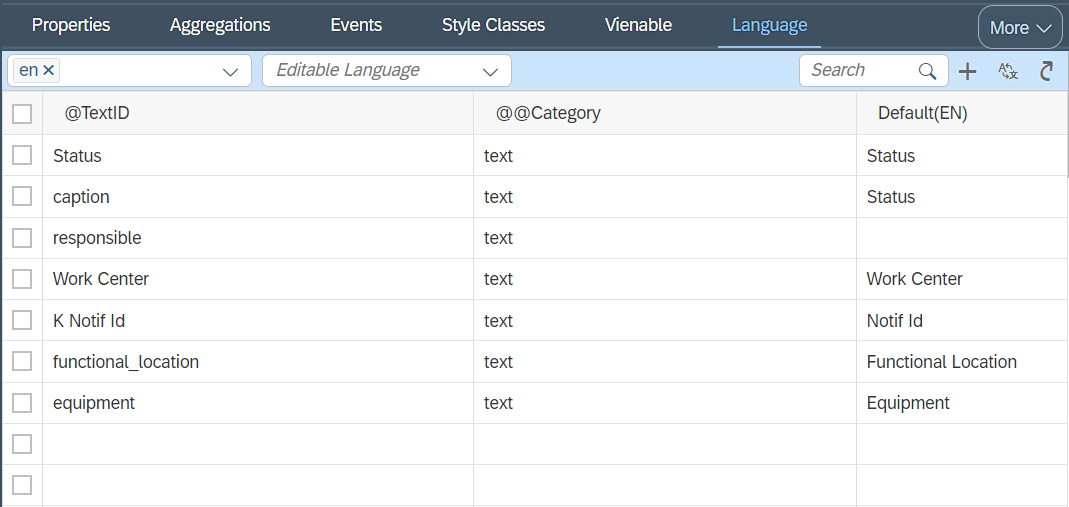 Properties Aggregations Events Style Classes Vienable Language More
en Editable Language Search
@TextID @@Category Default(EN)
Status text Status
caption text Status
responsible text
Work Center text Work Center
K Notif Id text Notif Id
functional_location text Functional Location
equipment text Equipment